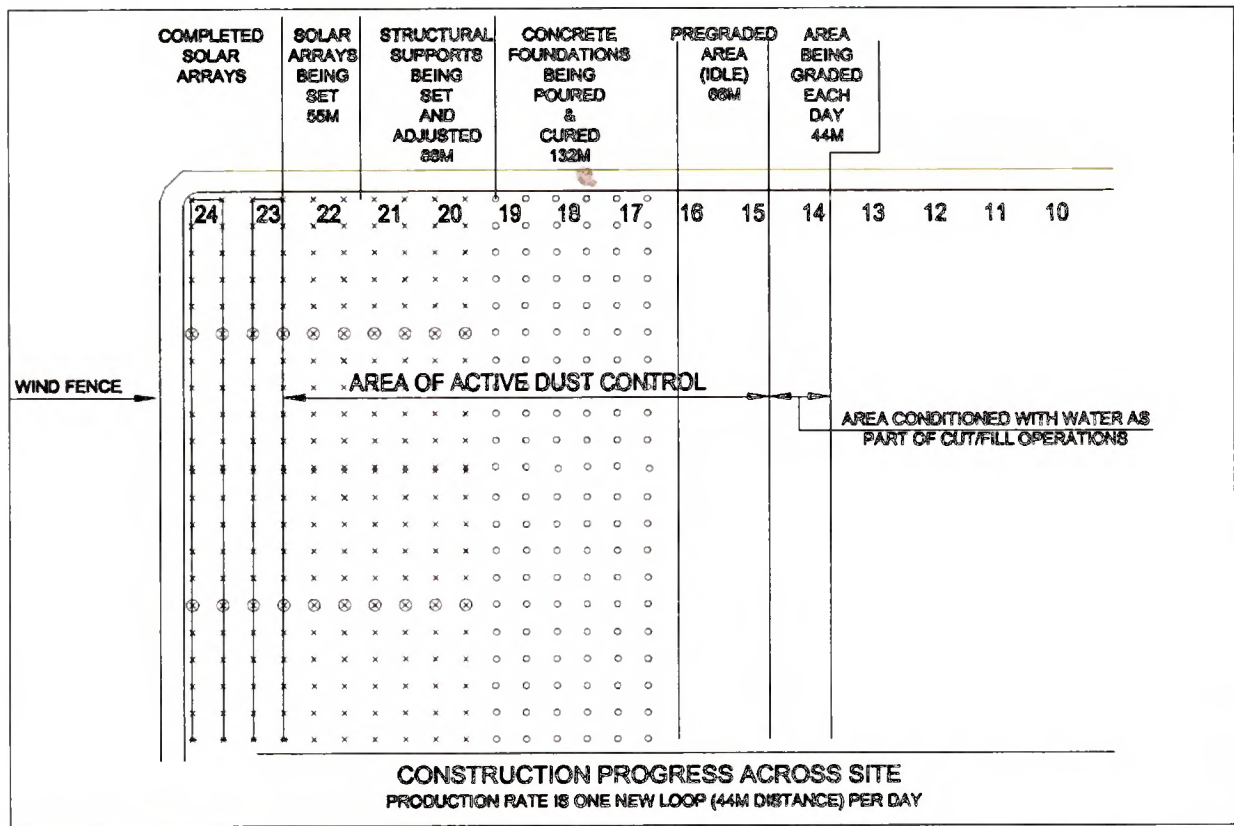 COMPLETED
SOLAR
ARRAYS
SOLAR
ARRAYS
BEING
SET
55M
STRUCTURAL
SUPPORTS
BEING
SET
AND
ADJUSTED
88M
CONCRETE
FOUNDATIONS
BEING
POURED
&
CURED
132M
PREGRADED
AREA
(IDLE)
66M
AREA
BEING
GRADED
EACH
DAY
44M
24 23 22 21 20 19 18 17 16 15 14 13 12 11 10
WIND FENCE
AREA OF ACTIVE DUST CONTROL
AREA CONDITIONED WITH WATER AS
PART OF CUT/FILL OPERATIONS
CONSTRUCTION PROGRESS ACROSS SITE
PRODUCTION RATE IS ONE NEW LOOP (44M DISTANCE) PER DAY